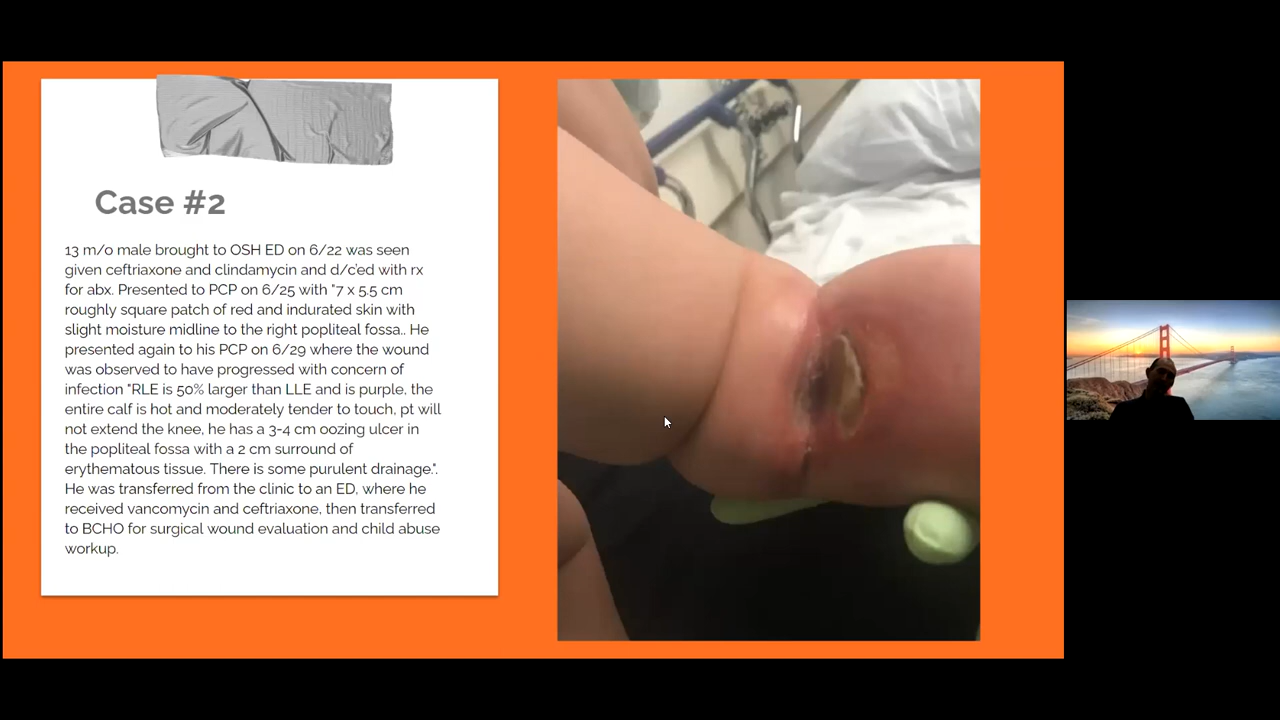 Case #2
13 m/o male brought to OSH ED on 6/22 was seen
given ceftriaxone and clindamycin and d/c'ed with rx
for abx. Presented to PCP on 6/25 with "7 x 5.5 cm
roughly square patch of red and indurated skin with
slight moisture midline to the right popliteal fossa.. He
presented again to his PCP on 6/29 where the wound
was observed to have progressed with concern of
infection "RLE is 50% larger than LLE and is purple, the
entire calf is hot and moderately tender to touch, pt will
not extend the knee, he has a 3-4 cm oozing ulcer in
the popliteal fossa with a 2 cm surround of
erythematous tissue. There is some purulent drainage.".
He was transferred from the clinic to an ED, where he
received vancomycin and ceftriaxone, then transferred
to BCHO for surgical wound evaluation and child abuse
workup.